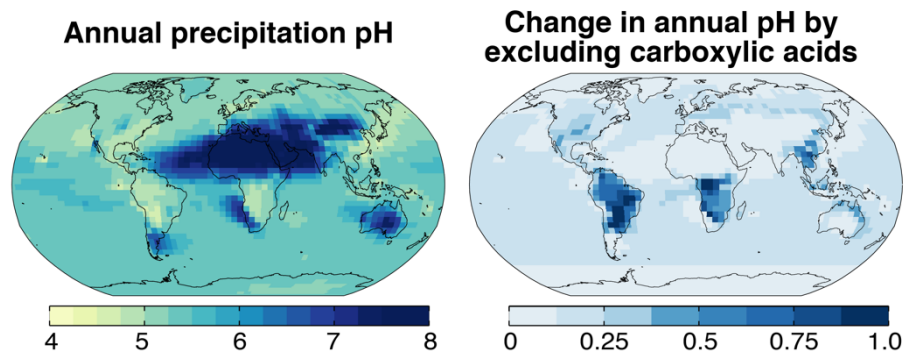 Annual precipitation pH
Change in annual pH by
excluding carboxylic acids
4 5 6 7 8
0 0.25 0.5 0.75 1.0